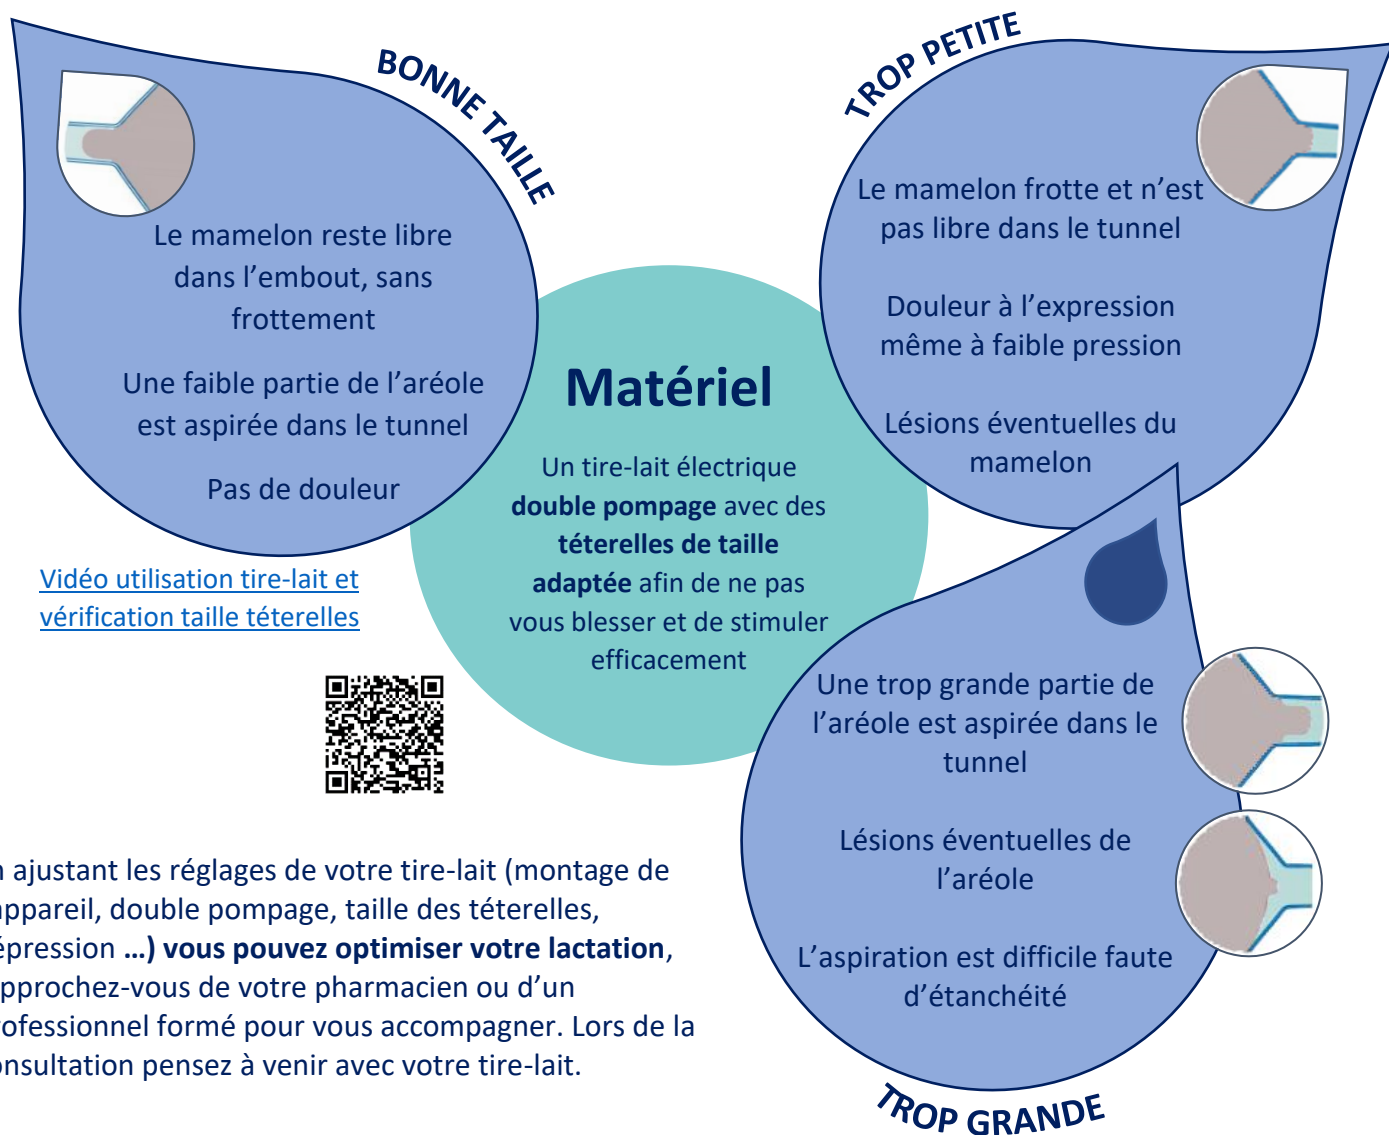 BONNE TAILLE
Le mamelon reste libre
dans l’embout, sans
frottement
Une faible partie de l’aréole
est aspirée dans le tunnel
Pas de douleur
TROP PETITE
Le mamelon frotte et n’est
pas libre dans le tunnel
Douleur à l’expression
même à faible pression
Lésions éventuelles du
mamelon
Matériel
Un tire-lait électrique
double pompage avec des
téterelles de taille
adaptée afin de ne pas
vous blesser et de stimuler
efficacement
Vidéo utilisation tire-lait et
vérification taille téterelles
Une trop grande partie de
l’aréole est aspirée dans le
tunnel
Lésions éventuelles de
l’aréole
L’aspiration est difficile faute
d’étanchéité
TROP GRANDE
n ajustant les réglages de votre tire-lait (montage de
appareil, double pompage, taille des téterelles,
épression …) vous pouvez optimiser votre lactation,
pprochez-vous de votre pharmacien ou d’un
rofessionnel formé pour vous accompagner. Lors de la
onsultation pensez à venir avec votre tire-lait.